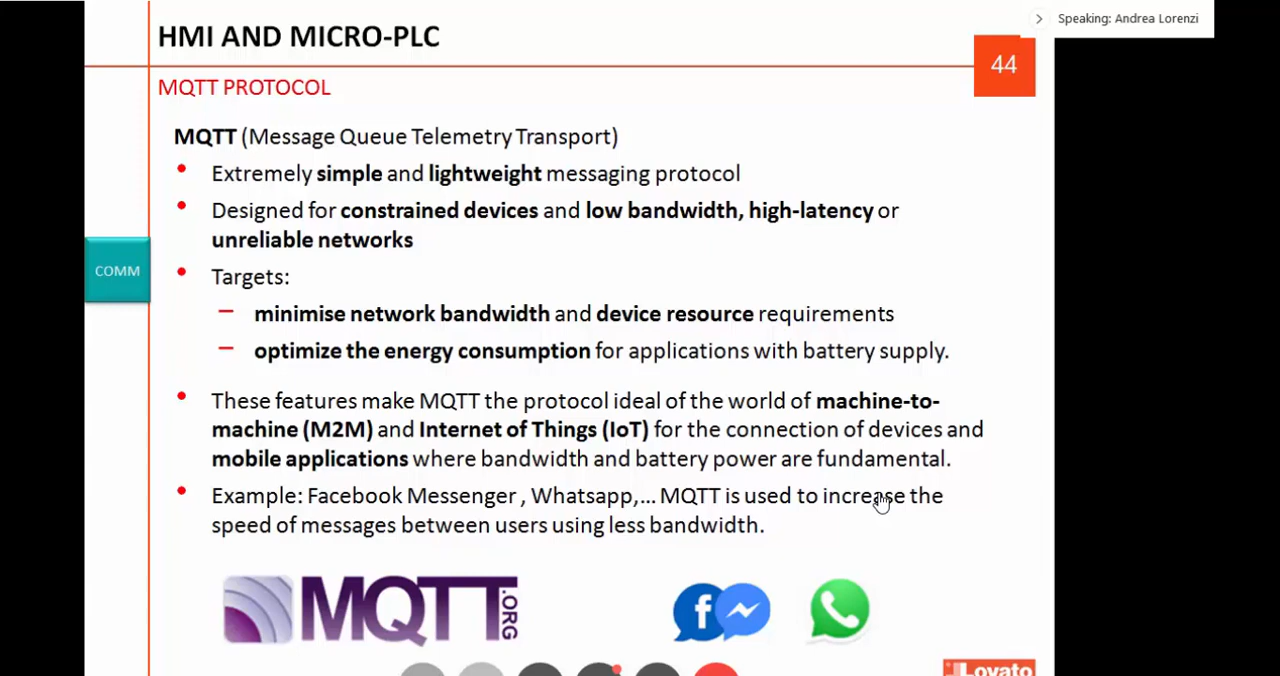 Speaking: Andrea Lorenzi
HMI AND MICRO-PLC
44
MQTT PROTOCOL
MQTT (Message Queue Telemetry Transport)
• Extremely simple and lightweight messaging protocol
• Designed for constrained devices and low bandwidth, high-latency or
unreliable networks
COMM
• Targets:
– minimise network bandwidth and device resource requirements
– optimize the energy consumption for applications with battery supply.
• These features make MQTT the protocol ideal of the world of machine-to-
machine (M2M) and Internet of Things (IoT) for the connection of devices and
mobile applications where bandwidth and battery power are fundamental.
• Example: Facebook Messenger , Whatsapp,... MQTT is used to increase the
speed of messages between users using less bandwidth.
MQTT.ORG
f
Lovato